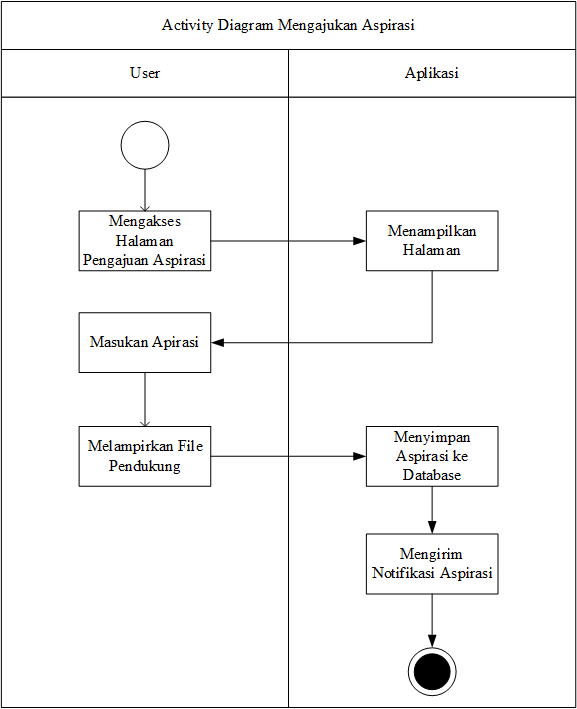 Activity Diagram Mengajukan Aspirasi
User
Aplikasi
Mengakses
Halaman
Pengajuan Aspirasi
Menampilkan
Halaman
Masukan Apirasi
Melampirkan File
Pendukung
Menyimpan
Aspirasi ke
Database
Mengirim
Notifikasi Aspirasi